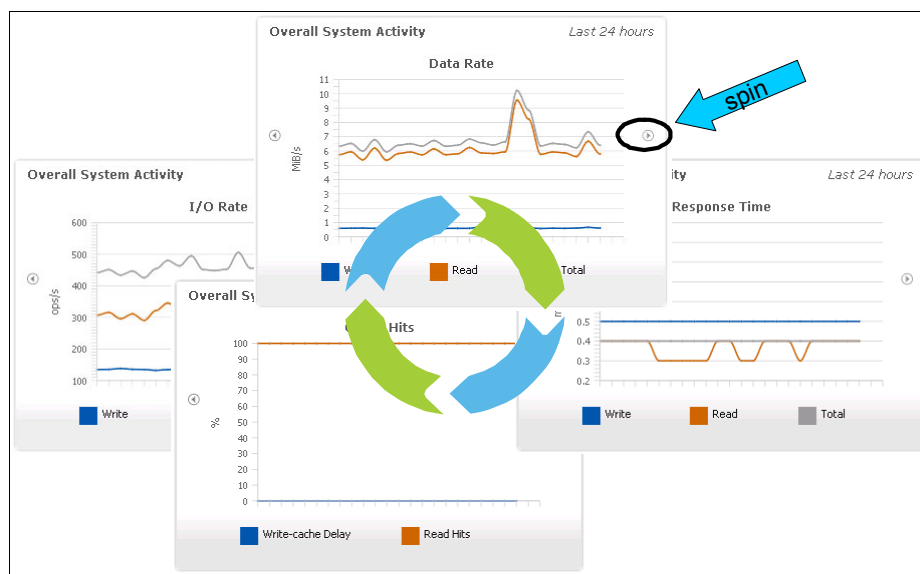 Overall System Activity
Last 24 hours
Data Rate
11
10
9
8
7
6
5
4
3
2
1
0
MiB/s
Read
Total
spin
Overall System Activity
I/O Rate
600
500
400
300
200
100
ops/s
Write
ity
Last 24 hours
Response Time
0.5
0.4
0.3
0.2
Write
Read
Total
Overall Sy
Hits
100
90
80
70
60
50
40
30
20
10
0
%
Write-cache Delay
Read Hits